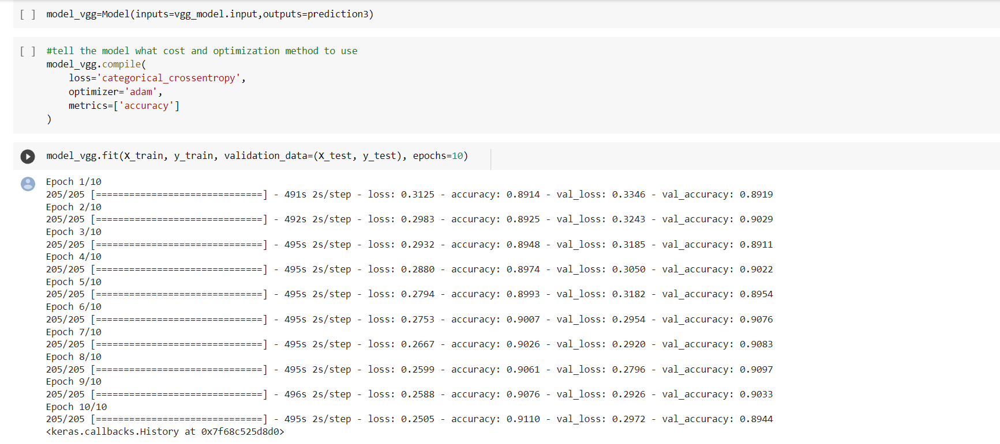 [ ] model_vgg=Model(inputs=vgg_model.input,outputs=prediction3)
[ ] #tell the model what cost and optimization method to use
model_vgg.compile(
    loss='categorical_crossentropy',
    optimizer='adam',
    metrics=['accuracy']
)
model_vgg.fit(X_train, y_train, validation_data=(X_test, y_test), epochs=10)
Epoch 1/10
205/205 [==============================] - 491s 2s/step - loss: 0.3125 - accuracy: 0.8914 - val_loss: 0.3346 - val_accuracy: 0.8919
Epoch 2/10
205/205 [==============================] - 492s 2s/step - loss: 0.2983 - accuracy: 0.8925 - val_loss: 0.3243 - val_accuracy: 0.9029
Epoch 3/10
205/205 [==============================] - 495s 2s/step - loss: 0.2932 - accuracy: 0.8948 - val_loss: 0.3185 - val_accuracy: 0.8911
Epoch 4/10
205/205 [==============================] - 495s 2s/step - loss: 0.2880 - accuracy: 0.8974 - val_loss: 0.3050 - val_accuracy: 0.9022
Epoch 5/10
205/205 [==============================] - 495s 2s/step - loss: 0.2794 - accuracy: 0.8993 - val_loss: 0.3182 - val_accuracy: 0.8954
Epoch 6/10
205/205 [==============================] - 495s 2s/step - loss: 0.2753 - accuracy: 0.9007 - val_loss: 0.2954 - val_accuracy: 0.9076
Epoch 7/10
205/205 [==============================] - 495s 2s/step - loss: 0.2667 - accuracy: 0.9026 - val_loss: 0.2920 - val_accuracy: 0.9083
Epoch 8/10
205/205 [==============================] - 495s 2s/step - loss: 0.2599 - accuracy: 0.9061 - val_loss: 0.2796 - val_accuracy: 0.9097
Epoch 9/10
205/205 [==============================] - 496s 2s/step - loss: 0.2588 - accuracy: 0.9076 - val_loss: 0.2926 - val_accuracy: 0.9033
Epoch 10/10
205/205 [==============================] - 495s 2s/step - loss: 0.2505 - accuracy: 0.9110 - val_loss: 0.2972 - val_accuracy: 0.8944
<keras.callbacks.History at 0x7f68c525d8d0>